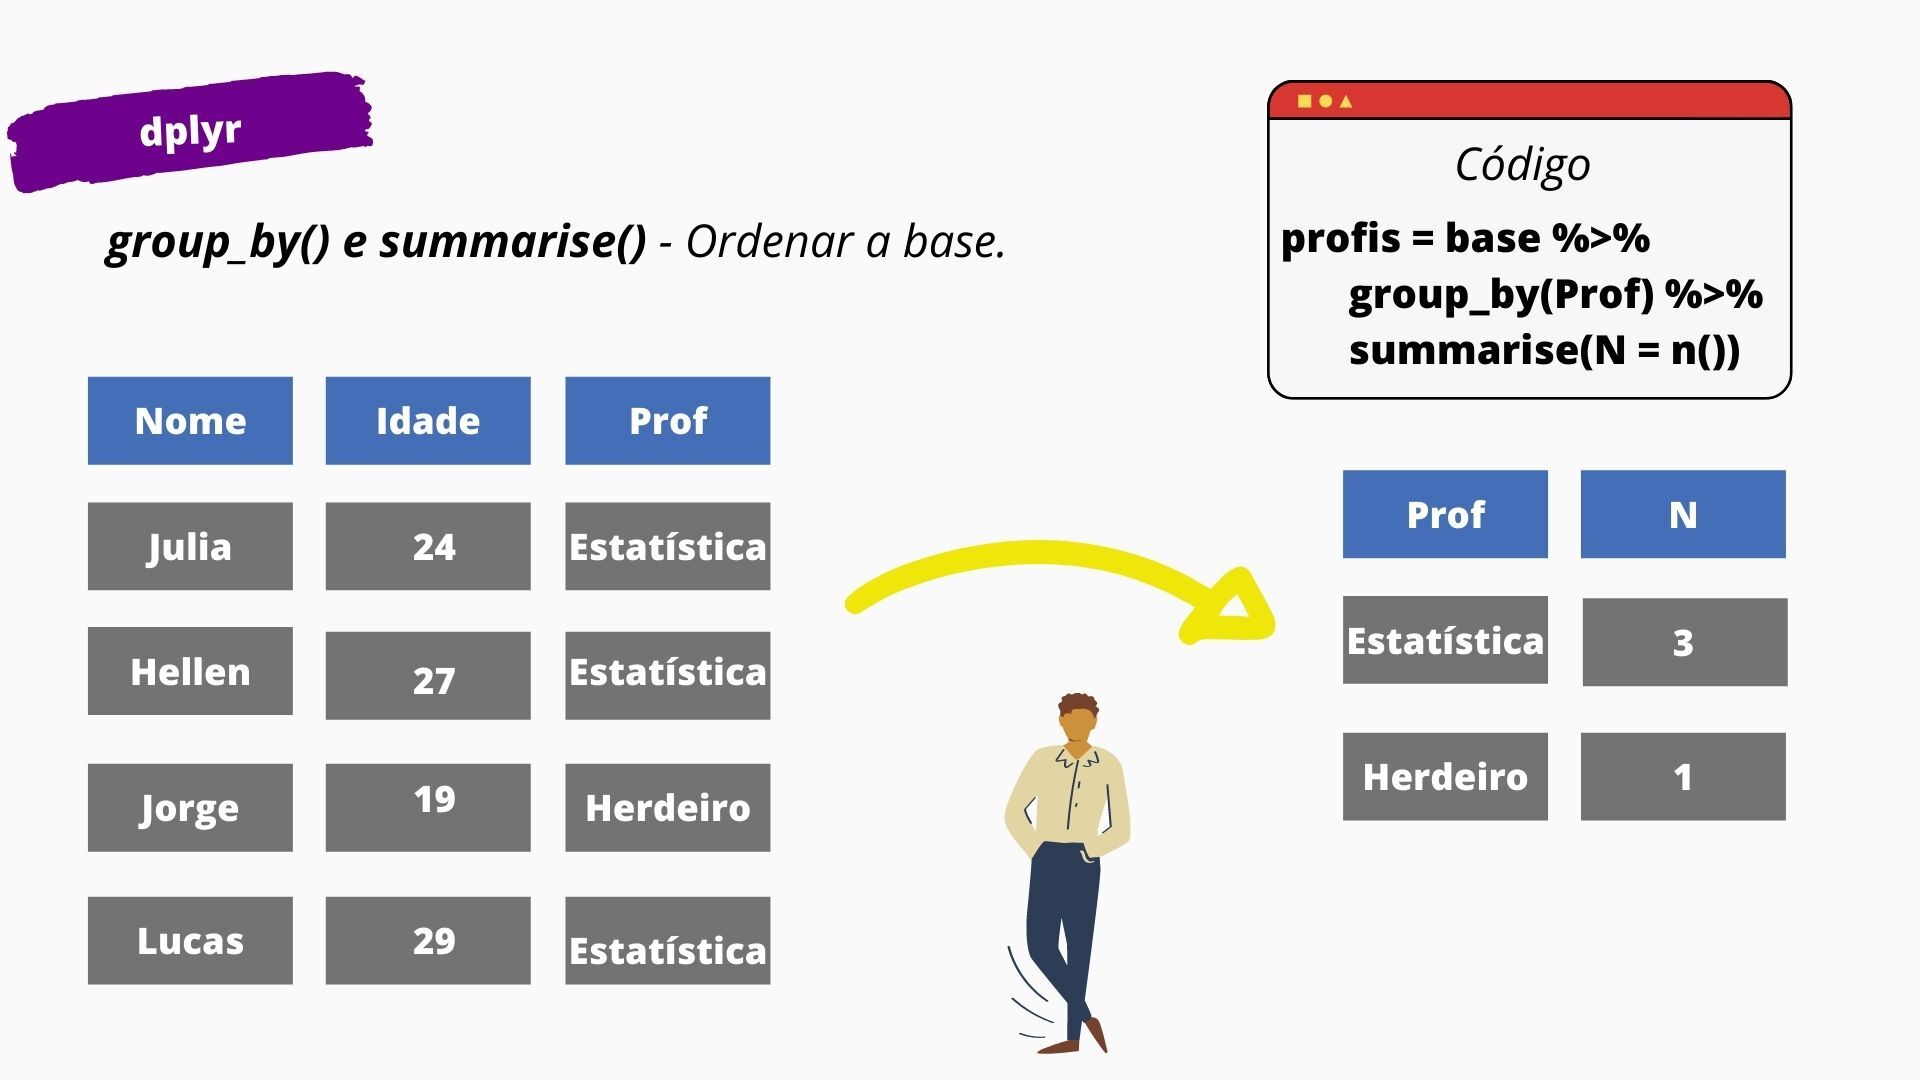 dplyr
group_by() e summarise() - Ordenar a base.
Código
profis = base %>%
group_by(Prof) %>%
summarise(N = n())
Nome Idade Prof
Julia 24 Estatística
Hellen 27 Estatística
Jorge 19 Herdeiro
Lucas 29 Estatística
Prof N
Estatística 3
Herdeiro 1